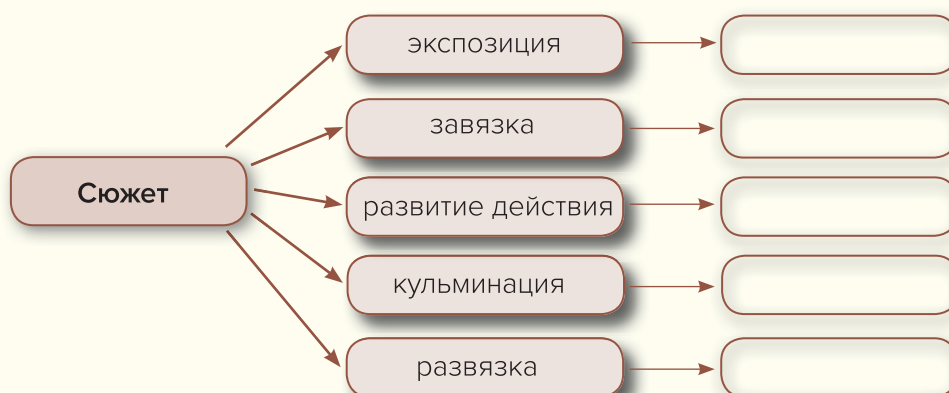 экспозиция
завязка
Сюжет
развитие действия
кульминация
развязка